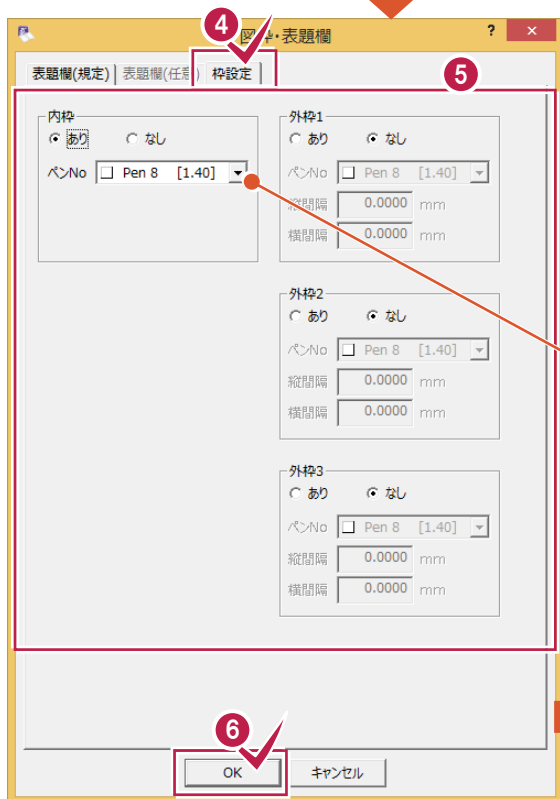 4
図枠・表題欄
? ×
表題欄(規定) 表題欄(任意) 枠設定
5
内枠
あり なし
ペンNo Pen 8 [1.40]
外枠1
あり なし
ペンNo Pen 8 [1.40]
縦間隔 0.0000 mm
横間隔 0.0000 mm
外枠2
あり なし
ペンNo Pen 8 [1.40]
縦間隔 0.0000 mm
横間隔 0.0000 mm
外枠3
あり なし
ペンNo Pen 8 [1.40]
縦間隔 0.0000 mm
横間隔 0.0000 mm
6
OK キャンセル